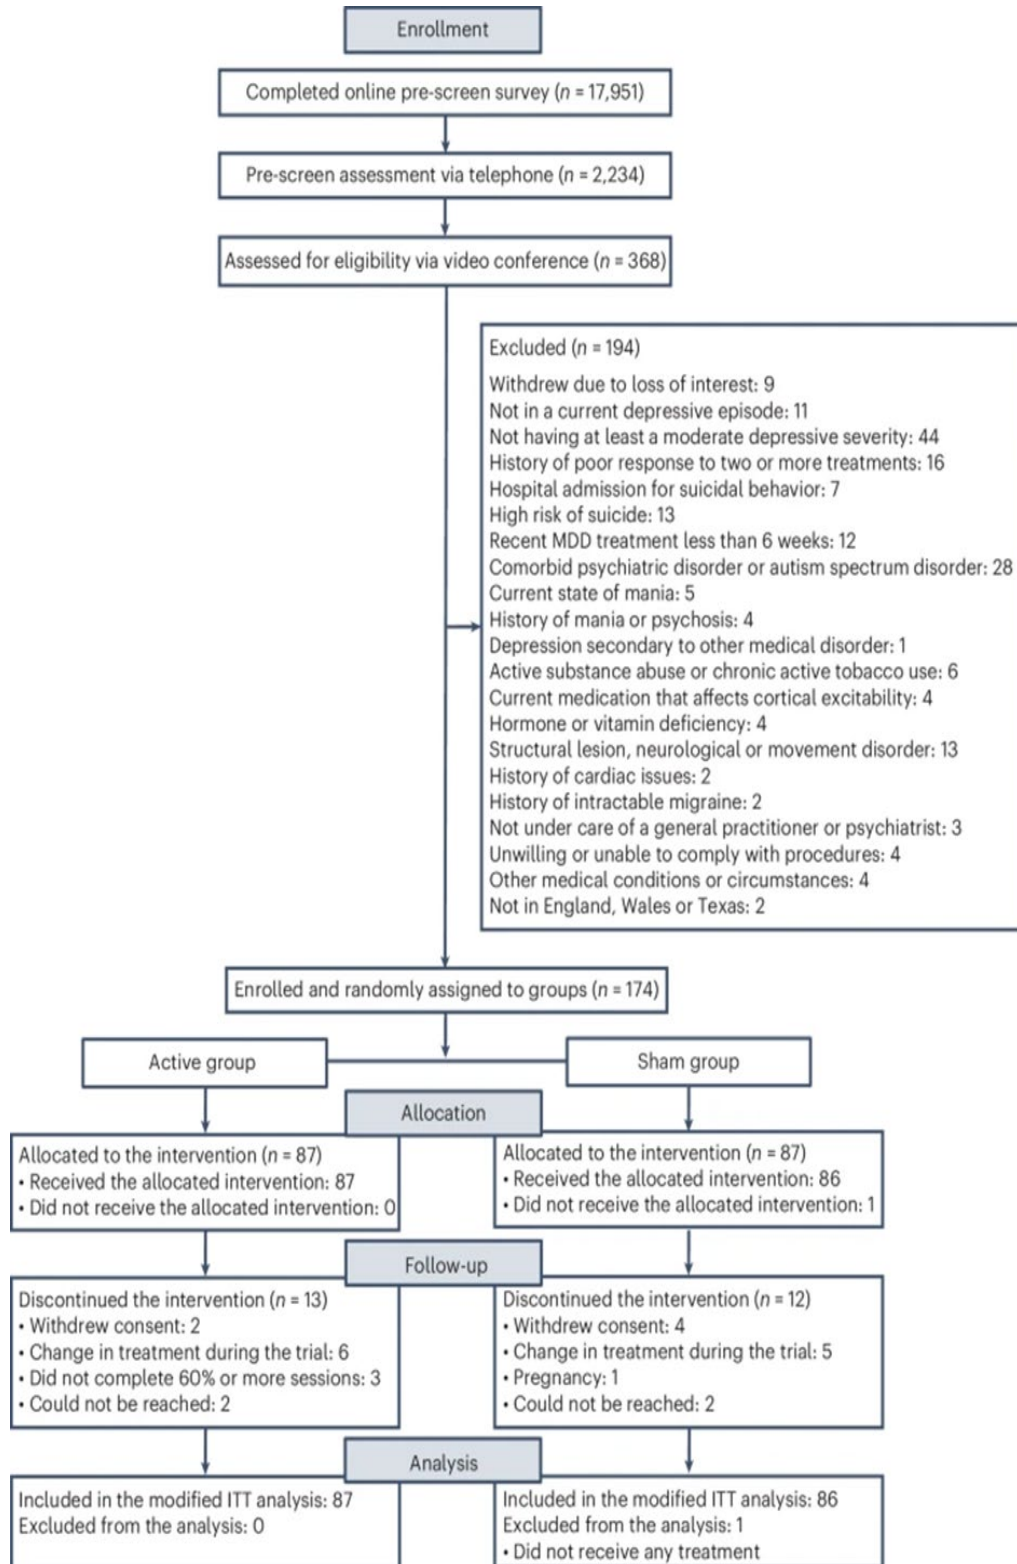 Enrollment
Completed online pre-screen survey (n = 17,951)
Pre-screen assessment via telephone (n = 2,234)
Assessed for eligibility via video conference (n = 368)
Excluded (n = 194)
Withdrew due to loss of interest: 9
Not in a current depressive episode: 11
Not having at least a moderate depressive severity: 44
History of poor response to two or more treatments: 16
Hospital admission for suicidal behavior: 7
High risk of suicide: 13
Recent MDD treatment less than 6 weeks: 12
Comorbid psychiatric disorder or autism spectrum disorder: 28
Current state of mania: 5
History of mania or psychosis: 4
Depression secondary to other medical disorder: 1
Active substance abuse or chronic active tobacco use: 6
Current medication that affects cortical excitability: 4
Hormone or vitamin deficiency: 4
Structural lesion, neurological or movement disorder: 13
History of cardiac issues: 2
History of intractable migraine: 2
Not under care of a general practitioner or psychiatrist: 3
Unwilling or unable to comply with procedures: 4
Other medical conditions or circumstances: 4
Not in England, Wales or Texas: 2
Enrolled and randomly assigned to groups (n = 174)
Active group
Sham group
Allocation
Allocated to the intervention (n = 87)
• Received the allocated intervention: 87
• Did not receive the allocated intervention: 0
Allocated to the intervention (n = 87)
• Received the allocated intervention: 86
• Did not receive the allocated intervention: 1
Follow-up
Discontinued the intervention (n = 13)
• Withdrew consent: 2
• Change in treatment during the trial: 6
• Did not complete 60% or more sessions: 3
• Could not be reached: 2
Discontinued the intervention (n = 12)
• Withdrew consent: 4
• Change in treatment during the trial: 5
• Pregnancy: 1
• Could not be reached: 2
Analysis
Included in the modified ITT analysis: 87
Excluded from the analysis: 0
Included in the modified ITT analysis: 86
Excluded from the analysis: 1
• Did not receive any treatment